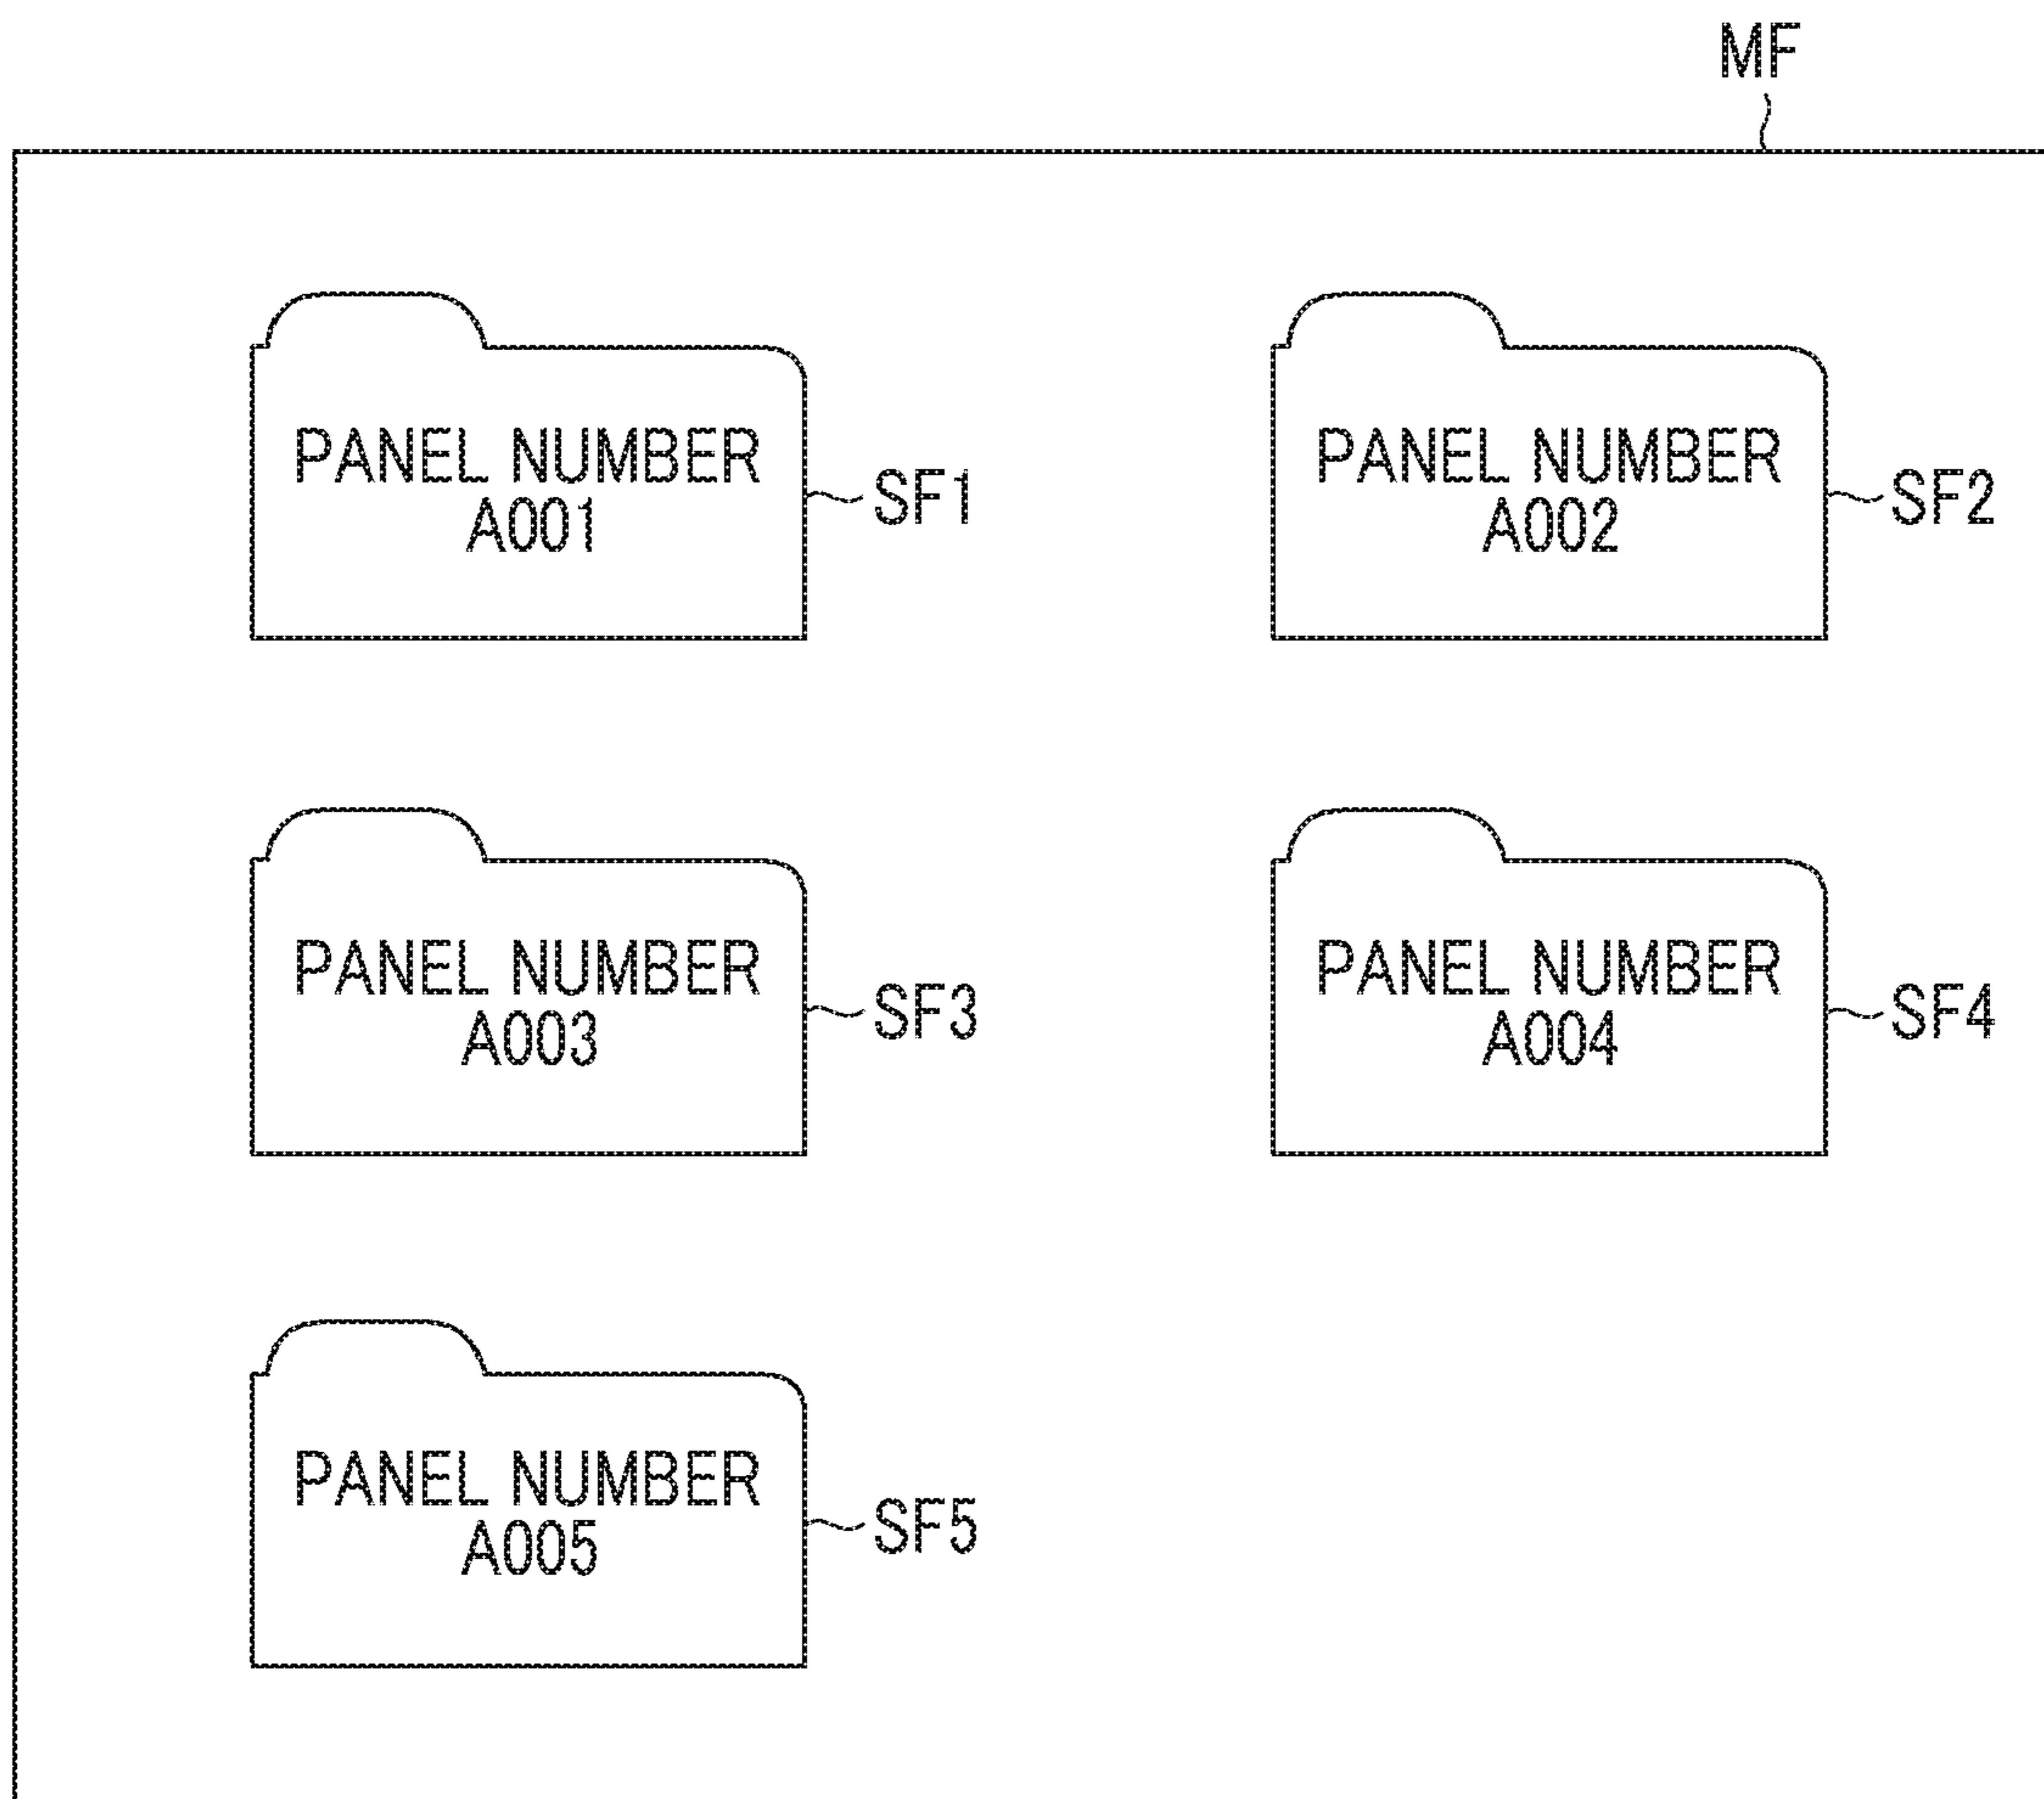 MF
PANEL NUMBER
A001
SF1
PANEL NUMBER
A002
SF2
PANEL NUMBER
A003
SF3
PANEL NUMBER
A004
SF4
PANEL NUMBER
A005
SF5